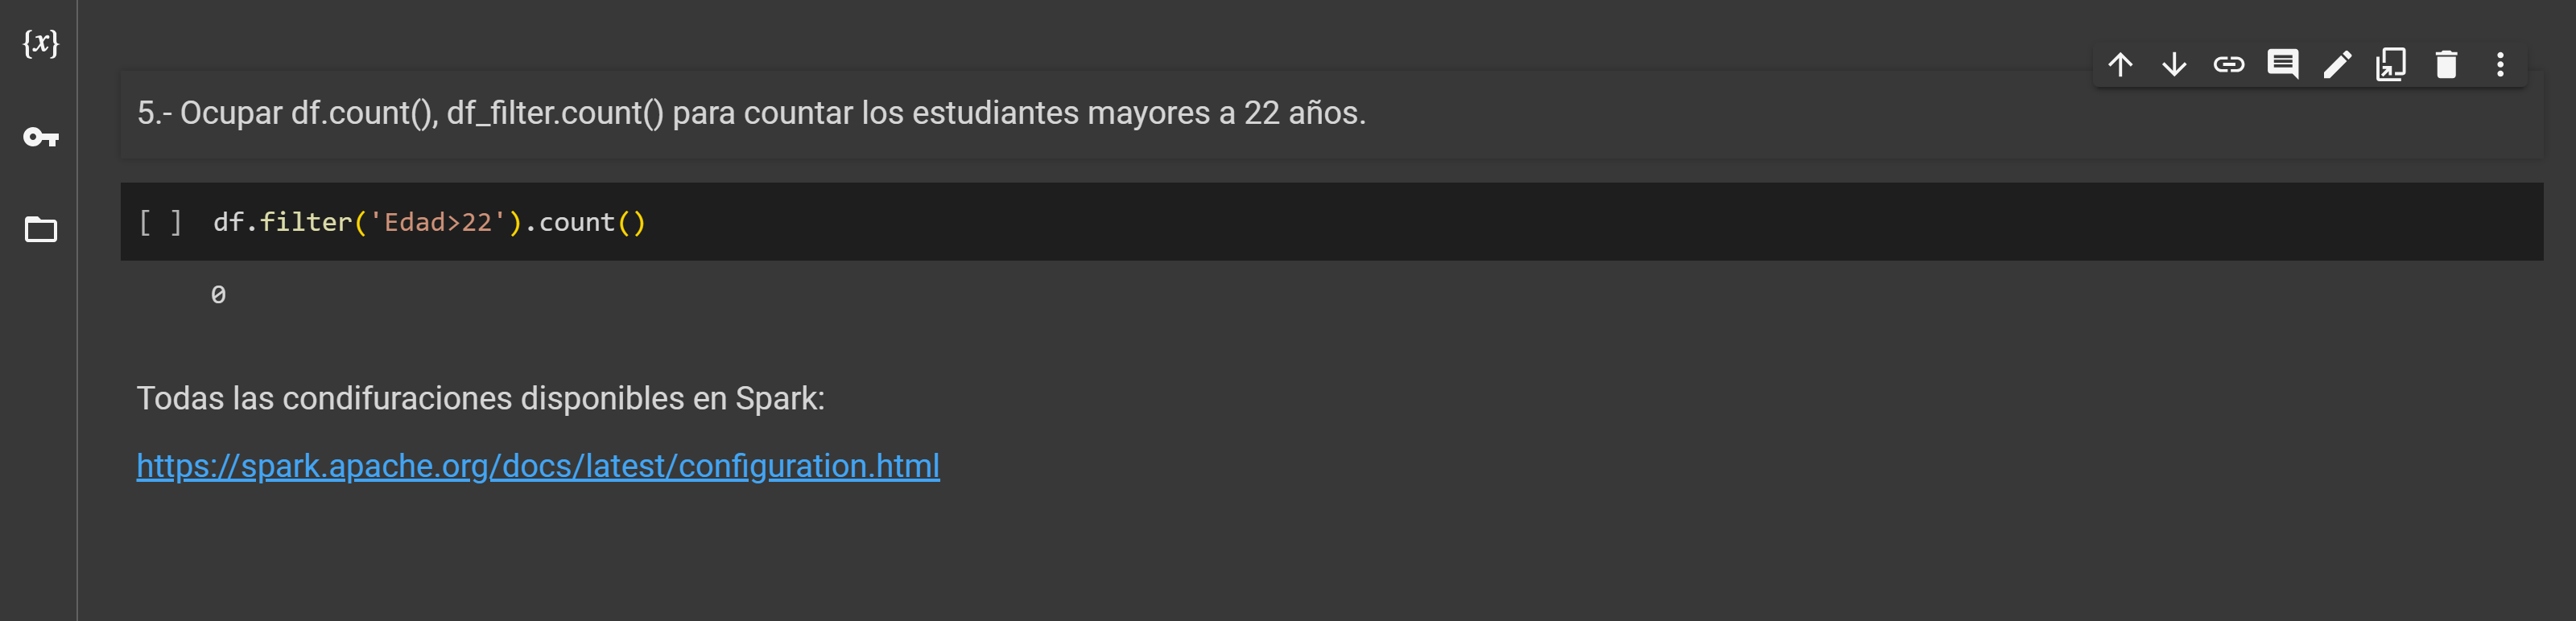 {x}
5.- Ocupar df.count(), df_filter.count() para countar los estudiantes mayores a 22 años.
[ ] df.filter('Edad>22').count()
0
Todas las condifuraciones disponibles en Spark:
https://spark.apache.org/docs/latest/configuration.html